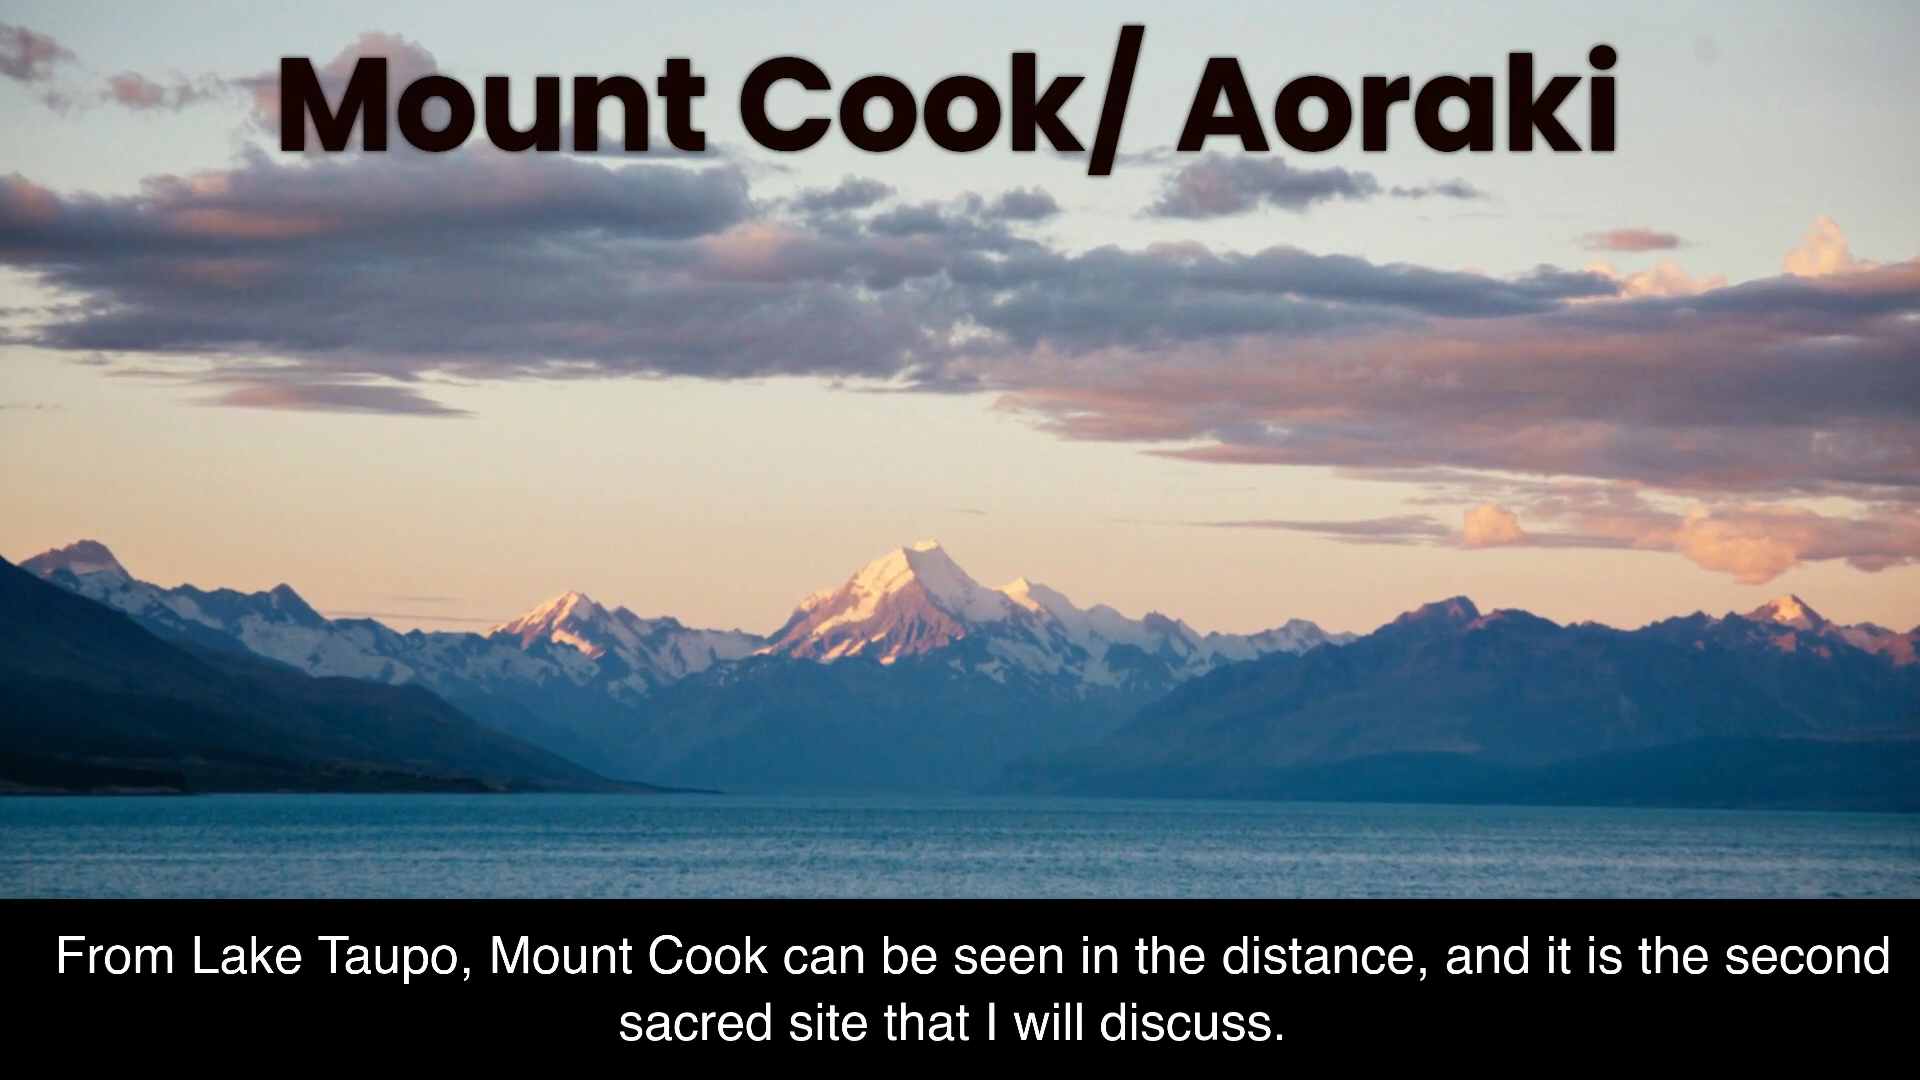 Mount Cook/ Aoraki
From Lake Taupo, Mount Cook can be seen in the distance, and it is the second
sacred site that I will discuss.